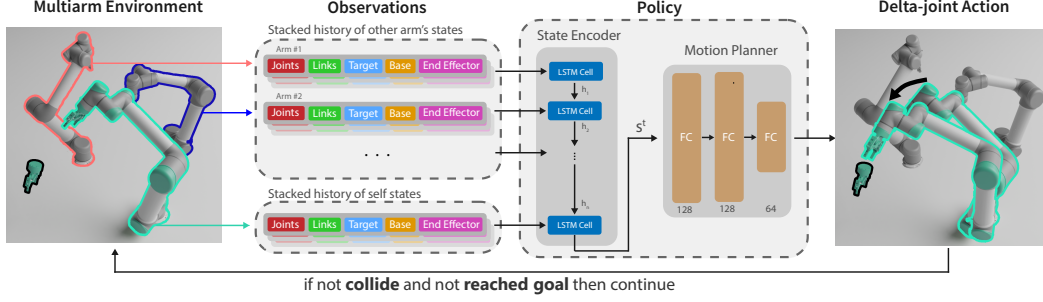 Multiarm Environment
Observations
Policy
Delta-joint Action
Stacked history of other arm's states
Arm #1
Joints Links Target Base End Effector
Arm #2
Joints Links Target Base End Effector
. . .
Stacked history of self states
Joints Links Target Base End Effector
State Encoder
LSTM Cell
h₁
LSTM Cell
h₂
⋮
hₙ
LSTM Cell
Sᵗ
Motion Planner
FC FC FC
128 128 64
if not collide and not reached goal then continue